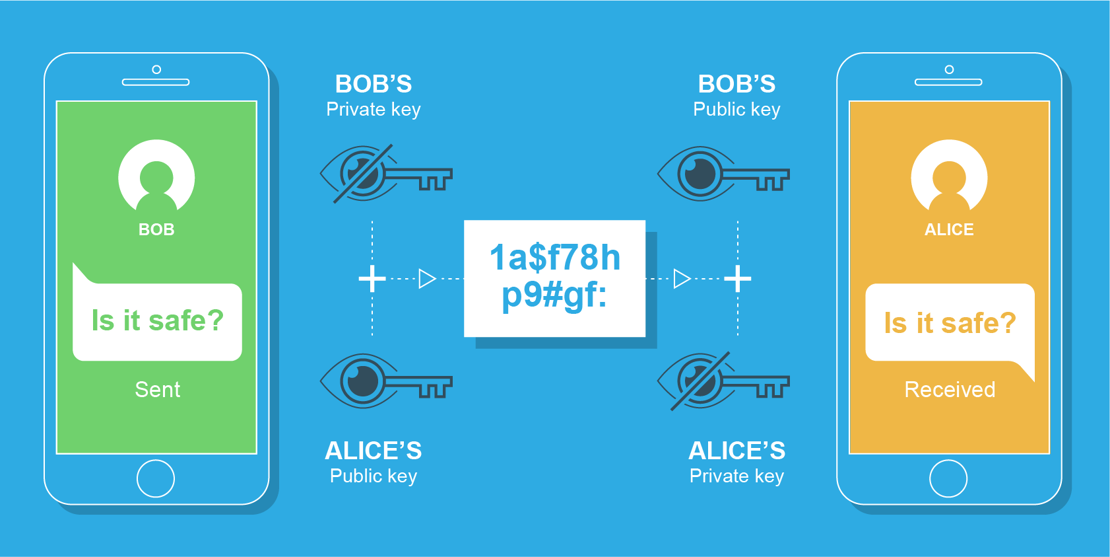 BOB
Is it safe?
Sent
BOB’S
Private key
ALICE’S
Public key
1a$f78h
p9#gf:
BOB’S
Public key
ALICE’S
Private key
ALICE
Is it safe?
Received